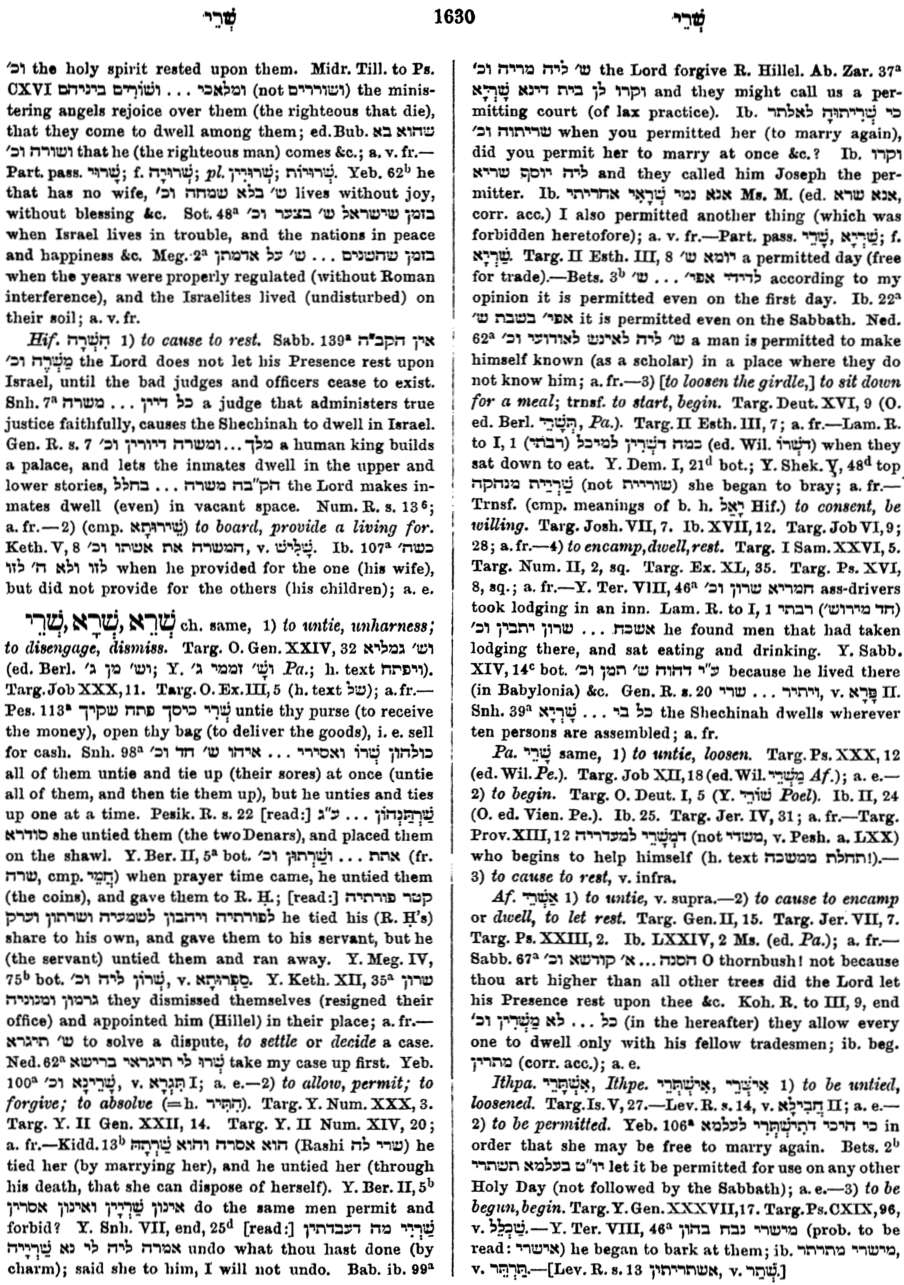 שְׁרֵי 1630 שְׁרֵי
וכ׳ the holy spirit rested upon them. Midr. Till. to Ps.
CXVI ומלאכי ... ושׁוֹרִים ביניהם (not ושוררים) the minis-
tering angels rejoice over them (the righteous that die),
that they come to dwell among them; ed. Bub. שהוא בא
ושורה וכ׳ that he (the righteous man) comes &c.; a. v. fr.—
Part. pass. שָׁרוּי; f. שְׁרוּיָה; pl. שְׁרוּיִין; שְׁרוּיוֹת. Yeb. 62ᵇ he
that has no wife, ש׳ בלא שמחה וכ׳ lives without joy,
without blessing &c. Sot. 48ᵃ בזמן שישראל ש׳ בצער וכ׳
when Israel lives in trouble, and the nations in peace
and happiness &c. Meg. 2ᵃ בזמן שהשנים ... ש׳ על אדמתן
when the years were properly regulated (without Roman
interference), and the Israelites lived (undisturbed) on
their soil; a. v. fr.
Hif. הִשְׁרָה 1) to cause to rest. Sabb. 139ᵃ אין הקב״ה
מַשְׁרֶה וכ׳ the Lord does not let his Presence rest upon
Israel, until the bad judges and officers cease to exist.
Snh. 7ᵃ כל דיין ... משרה a judge that administers true
justice faithfully, causes the Shechinah to dwell in Israel.
Gen. R. s. 7 מלך ... ומשרה דיורין וכ׳ a human king builds
a palace, and lets the inmates dwell in the upper and
lower stories, הק״בה משרה ... בחלל the Lord makes in-
mates dwell (even) in vacant space. Num. R. s. 13⁶;
a. fr.—2) (cmp. שֵׁירוּתָא) to board, provide a living for.
Keth. V, 8 המשרה את אשתו וכ׳, v. שָׁלִישׁ. Ib. 107ᵃ כשה׳
לזו ולא ה׳ לזו when he provided for the one (his wife),
but did not provide for the others (his children); a. e.
שְׁרֵי, שְׁרָא, שְׁרֵא ch. same, 1) to untie, unharness;
to disengage, dismiss. Targ. O. Gen. XXIV, 32 וש׳ גמליא
(ed. Berl. וש׳ מן ג׳; Y. וְשָׁ׳ זממי ג׳ Pa.; h. text ויפתח).
Targ. Job XXX, 11. Targ. O. Ex. III, 5 (h. text של); a. fr.—
Pes. 113ᵃ שְׁרֵי כיסך פתח שקיך untie thy purse (to receive
the money), open thy bag (to deliver the goods), i. e. sell
for cash. Snh. 98ᵃ כולהון שָׁרוּ ואסירי ... איהו ש׳ חד וכ׳
all of them untie and tie up (their sores) at once (untie
all of them, and then tie them up), but he unties and ties
up one at a time. Pesik. R. s. 22 [read:] שְׁרָתַנְהוֹן ... ע״ג
סודרא she untied them (the two Denars), and placed them
on the shawl. Y. Ber. II, 5ᵃ bot. אתת ... וּשְׁרָתוּן וכ׳ (fr.
שרה, cmp. חֲמֵי) when prayer time came, he untied them
(the coins), and gave them to R. Ḥ.; [read:] קטר פורתיה
לפורתיה ויהבון לשמעיה ושרתון וערק he tied his (R. Ḥ's)
share to his own, and gave them to his servant, but he
(the servant) untied them and ran away. Y. Meg. IV,
75ᵇ bot. שְׁרוֹן ליה וכ׳, v. סַפְרוּתָא. Y. Keth. XII, 35ᵃ שרון
גרמון ומנוניה they dismissed themselves (resigned their
office) and appointed him (Hillel) in their place; a. fr.—
ש׳ תיגרא to solve a dispute, to settle or decide a case.
Ned. 62ᵃ שְׁרוּ לי תיגראי ברישא take my case up first. Yeb.
100ᵃ שָׁרֵינָא וכ׳, v. תִּגְרָא I; a. e.—2) to allow, permit; to
forgive; to absolve (=h. הִתִּיר). Targ. Y. Num. XXX, 3.
Targ. Y. II Gen. XXII, 14. Targ. Y. II Num. XIV, 20;
a. fr.—Kidd. 13ᵇ הוא אסרה והוא שְׁרָתָהּ (Rashi שרי לה) he
tied her (by marrying her), and he untied her (through
his death, that she can dispose of herself). Y. Ber. II, 5ᵇ
אינון שָׁרְיָין ואינון אסרין do the same men permit and
forbid? Y. Snh. VII, end, 25ᵈ [read:] שְׁרַיִי מה דעבדתין
אמרה ליה לי נא שָׁרְיָיה undo what thou hast done (by
charm); said she to him, I will not undo. Bab. ib. 99ᵃ
ש׳ ליה מריה וכ׳ the Lord forgive R. Hillel. Ab. Zar. 37ᵃ
וקרו לן בית דינא שָׁרְיָא and they might call us a per-
mitting court (of lax practice). Ib. כי שְׁרִיתוּהָ לאלתר
שריתוה וכ׳ when you permitted her (to marry again),
did you permit her to marry at once &c.? Ib. וקרו
ליה יוסף שריא and they called him Joseph the per-
mitter. Ib. אנא נמי שְׁרָאִי אחריתי Ms. M. (ed. אנא שרא,
corr. acc.) I also permitted another thing (which was
forbidden heretofore); a. v. fr.—Part. pass. שְׁרֵי, שַׁרְיָא; f.
שַׁרְיָא. Targ. II Esth. III, 8 יומא ש׳ a permitted day (free
for trade).—Bets. 3ᵇ לדידי אפי׳ ... ש׳ according to my
opinion it is permitted even on the first day. Ib. 22ᵃ
אפי׳ בשבת ש׳ it is permitted even on the Sabbath. Ned.
62ᵃ ש׳ ליה לאינש לאודועי וכ׳ a man is permitted to make
himself known (as a scholar) in a place where they do
not know him; a. fr.—3) [to loosen the girdle,] to sit down
for a meal; trnsf. to start, begin. Targ. Deut. XVI, 9 (O.
ed. Berl. הְּשָׁרֵי, Pa.). Targ. II Esth. III, 7; a. fr.—Lam. R.
to I, 1 (רבתי) כמה דשְׁרִין למיכל (ed. Wil. דשְׁרוֹ) when they
sat down to eat. Y. Dem. I, 21ᵈ bot.; Y. Shek. V, 48ᵈ top
שְׁרִיַית מנהקה (not שוריית) she began to bray; a. fr.—
Trnsf. (cmp. meanings of b. h. יָאַל Hif.) to consent, be
willing. Targ. Josh. VII, 7. Ib. XVII, 12. Targ. Job VI, 9;
28; a. fr.—4) to encamp, dwell, rest. Targ. I Sam. XXVI, 5.
Targ. Num. II, 2, sq. Targ. Ex. XL, 35. Targ. Ps. XVI,
8, sq.; a. fr.—Y. Ter. VIII, 46ᵃ חמריא שרון וכ׳ ass-drivers
took lodging in an inn. Lam. R. to I, 1 רבתי (חד מירוש׳)
אשכח ... שרון יתבין וכ׳ he found men that had taken
lodging there, and sat eating and drinking. Y. Sabb.
XIV, 14ᶜ bot. ע״י דהוה ש׳ תמן וכ׳ because he lived there
(in Babylonia) &c. Gen. R. s. 20 ויתיר ... שרי, v. פָּרָא II.
Snh. 39ᵃ כל בי ... שָׁרְיָא the Shechinah dwells wherever
ten persons are assembled; a. fr.
Pa. שָׁרֵי same, 1) to untie, loosen. Targ. Ps. XXX, 12
(ed. Wil. Pe.). Targ. Job XII, 18 (ed. Wil. מַשְׁרֵי Af.); a. e.—
2) to begin. Targ. O. Deut. I, 5 (Y. שׁוֹרֵי Poel). Ib. II, 24
(O. ed. Vien. Pe.). Ib. 25. Targ. Jer. IV, 31; a. fr.—Targ.
Prov. XIII, 12 דִּמְשָׁרֵי למעדריה (not משדי, v. Pesh. a. LXX)
who begins to help himself (h. text תחלת ממשכה!).—
3) to cause to rest, v. infra.
Af. אַשְׁרֵי 1) to untie, v. supra.—2) to cause to encamp
or dwell, to let rest. Targ. Gen. II, 15. Targ. Jer. VII, 7.
Targ. Ps. XXIII, 2. Ib. LXXIV, 2 Ms. (ed. Pa.); a. fr.—
Sabb. 67ᵃ הסנה ... א׳ קודשא וכ׳ O thornbush! not because
thou art higher than all other trees did the Lord let
his Presence rest upon thee &c. Koh. R. to III, 9, end
כל ... לא מַשְׁרִין וכ׳ (in the hereafter) they allow every
one to dwell only with his fellow tradesmen; ib. beg.
מתרין (corr. acc.); a. e.
Ithpa. אִשְׁתָּרֵי, Ithpe. אִישְׁתְּרֵי, אִיצְרֵי 1) to be untied,
loosened. Targ. Is. V, 27.—Lev. R. s. 14, v. חֲבִילָא II; a. e.—
2) to be permitted. Yeb. 106ᵃ כי היכי דתִישְׁתְּרֵי לעלמא in
order that she may be free to marry again. Bets. 2ᵇ
יו״ט בעלמא תשתרי let it be permitted for use on any other
Holy Day (not followed by the Sabbath); a. e.—3) to be
begun, begin. Targ. Y. Gen. XXXVII, 17. Targ. Ps. CXIX, 96,
v. שַׁכְלֵל.—Y. Ter. VIII, 46ᵃ מישרי נבח בהון (prob. to be
read: אישרי) he began to bark at them; ib. מישרי מתרתר,
v. תַּרְתֵּר.—[Lev. R. s. 13 אשתריתון, v. שְׁתַר.]